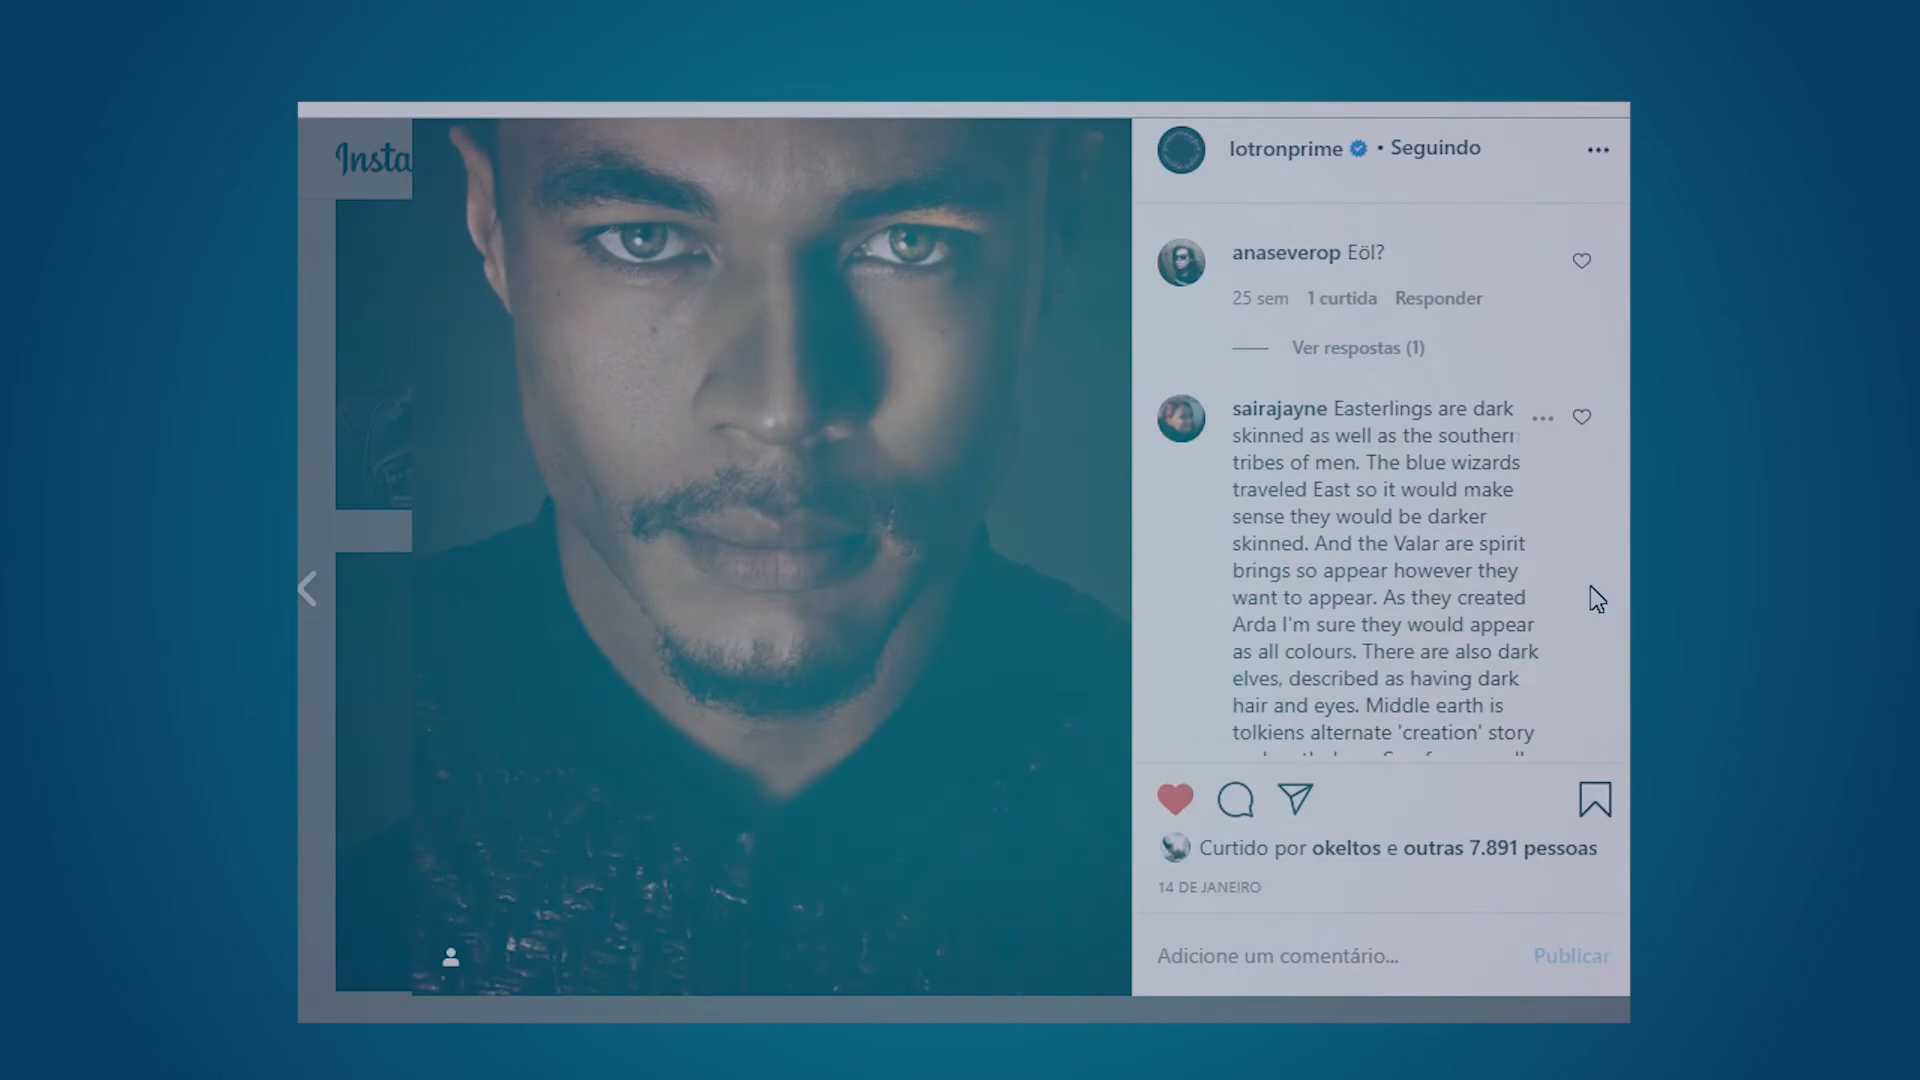 Insta
lotronprime • Seguindo
anaseverop Eöl?
25 sem 1 curtida Responder
Ver respostas (1)
sairajayne Easterlings are dark
skinned as well as the southern
tribes of men. The blue wizards
traveled East so it would make
sense they would be darker
skinned. And the Valar are spirit
brings so appear however they
want to appear. As they created
Arda I'm sure they would appear
as all colours. There are also dark
elves, described as having dark
hair and eyes. Middle earth is
tolkiens alternate 'creation' story
Curtido por okeltos e outras 7.891 pessoas
14 DE JANEIRO
Adicione um comentário... Publicar